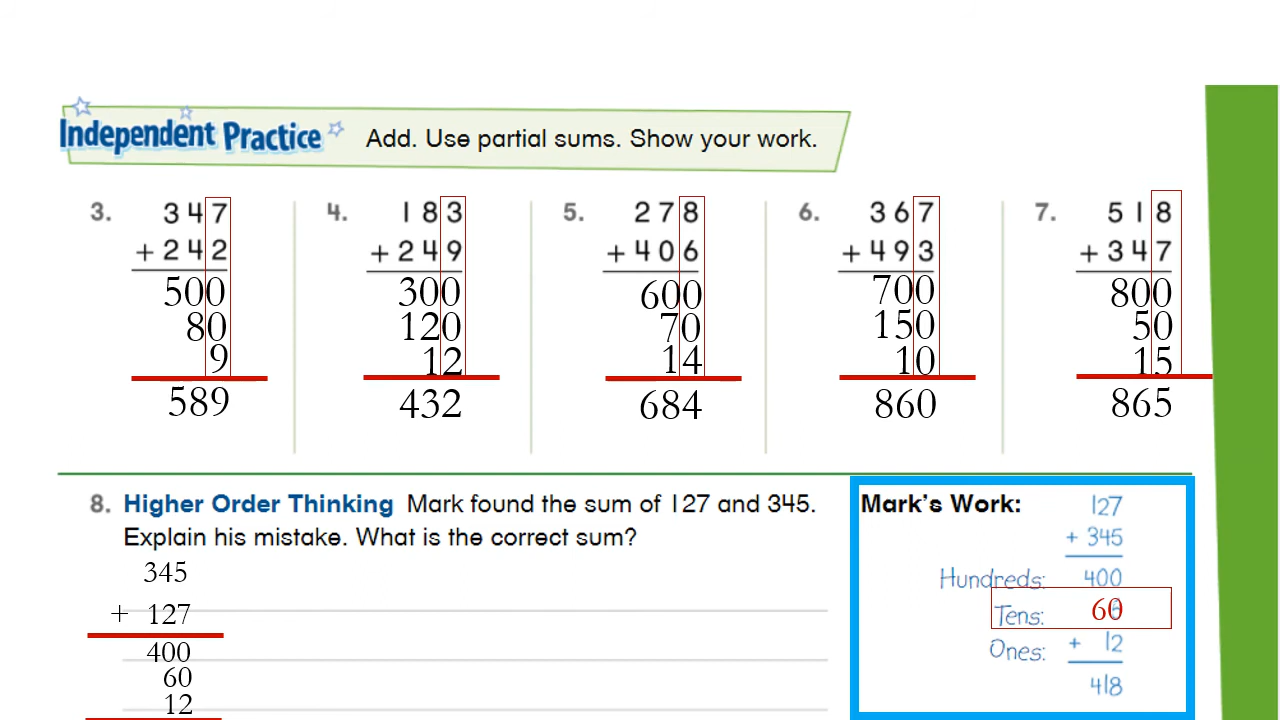 Independent Practice Add. Use partial sums. Show your work.
3. 347 4. 183 5. 278 6. 367 7. 518
+ 242 + 249 + 406 + 493 + 347
500 300 600 700 800
80 120 70 150 50
9 12 14 10 15
589 432 684 860 865
8. Higher Order Thinking Mark found the sum of 127 and 345.
Explain his mistake. What is the correct sum?
345
+ 127
400
60
12
Mark's Work:
127
+ 345
Hundreds: 400
Tens: 60
Ones: + 12
418